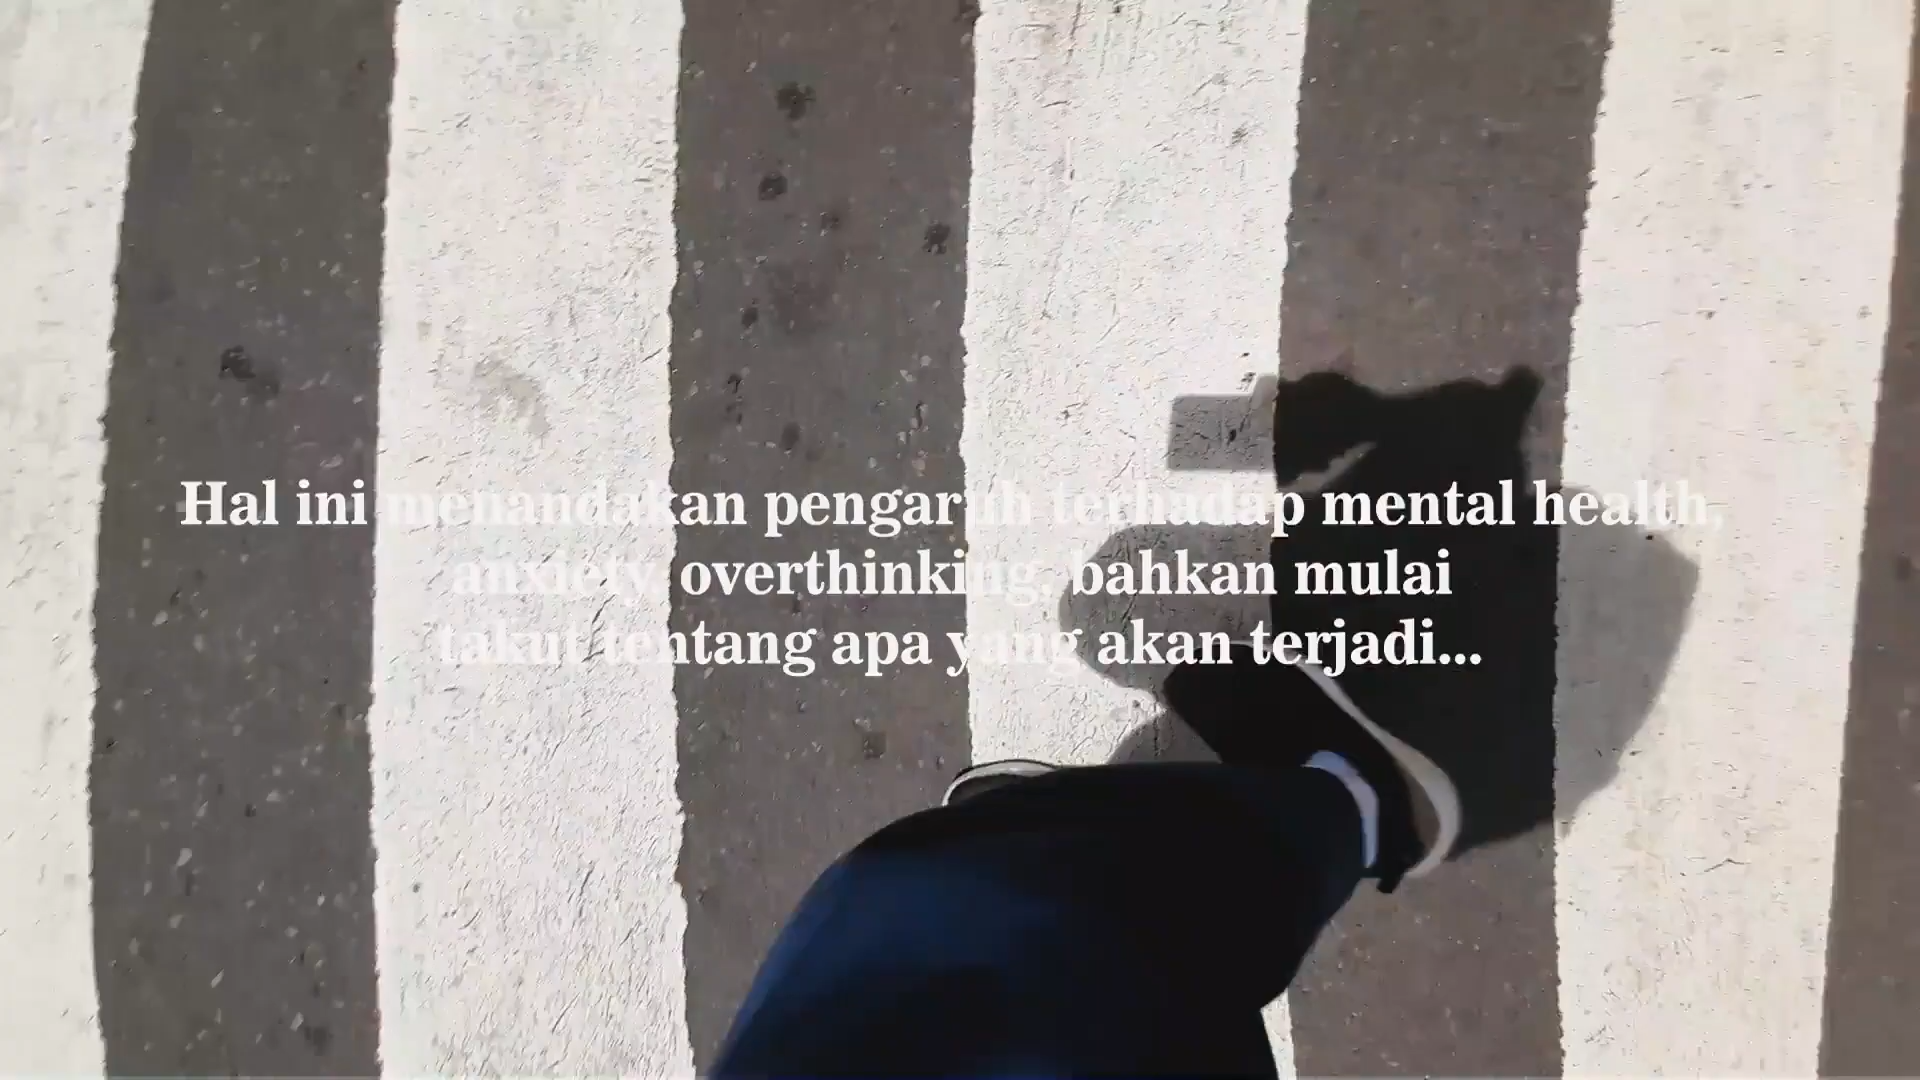 Hal ini menandakan pengaruh terhadap mental health,
anxiety, overthinking, bahkan mulai
takut tentang apa yang akan terjadi...